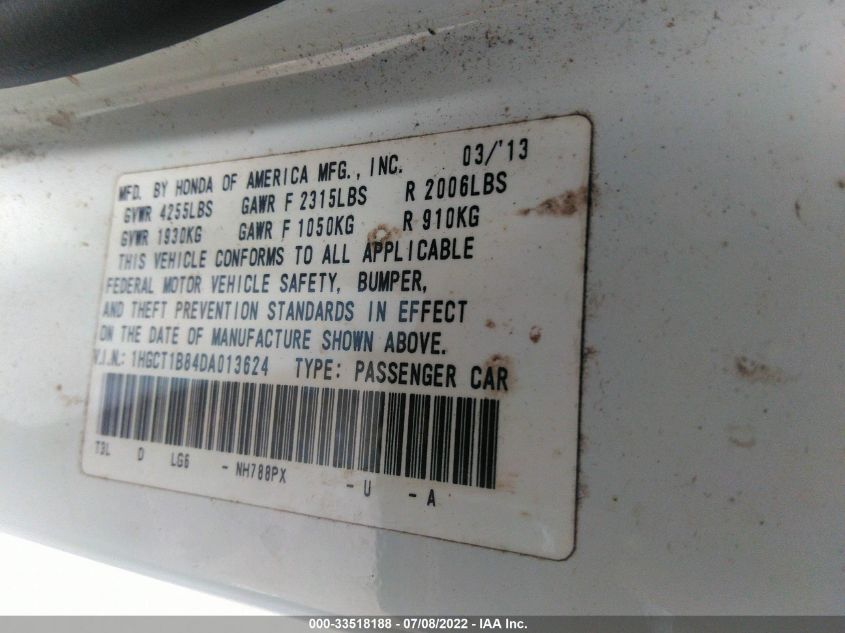 MFD. BY HONDA OF AMERICA MFG., INC. 03/'13
GVWR 4255LBS GAWR F 2315LBS R 2006LBS
GVWR 1930KG GAWR F 1050KG R 910KG
THIS VEHICLE CONFORMS TO ALL APPLICABLE
FEDERAL MOTOR VEHICLE SAFETY, BUMPER,
AND THEFT PREVENTION STANDARDS IN EFFECT
ON THE DATE OF MANUFACTURE SHOWN ABOVE.
V.I.N.: 1HGCT1B84DA013624 TYPE: PASSENGER CAR
T3L D LG6 - NH788PX - U - A
000-33518188 - 07/08/2022 - IAA Inc.